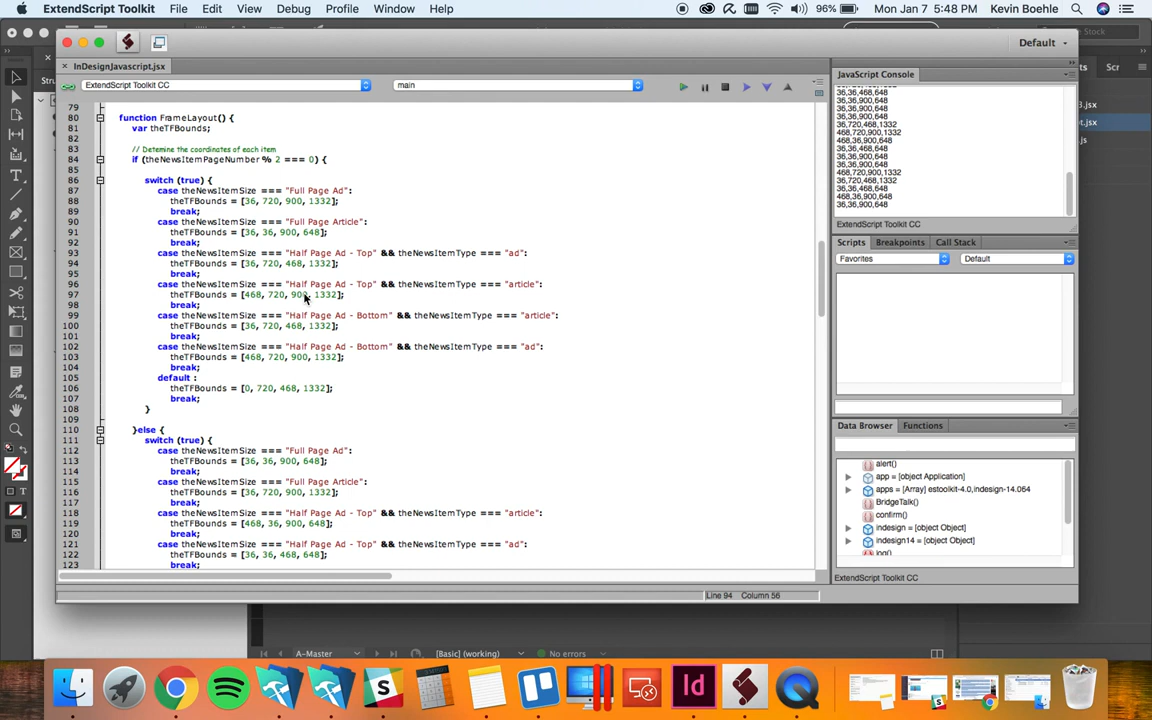 ExtendScript Toolkit File Edit View Debug Profile Window Help 96% Mon Jan 7 5:48 PM Kevin Boehle
Default
InDesignJavascript.jsx
ExtendScript Toolkit CC main
79
80 function FrameLayout() {
81 var theTFBounds;
82
83 // Detemine the coordinates of each item
84 if (theNewsItemPageNumber % 2 === 0) {
85
86 switch (true) {
87 case theNewsItemSize === "Full Page Ad":
88 theTFBounds = [36, 720, 900, 1332];
89 break;
90 case theNewsItemSize === "Full Page Article":
91 theTFBounds = [36, 36, 900, 648];
92 break;
93 case theNewsItemSize === "Half Page Ad - Top" && theNewsItemType === "ad":
94 theTFBounds = [36, 720, 468, 1332];
95 break;
96 case theNewsItemSize === "Half Page Ad - Top" && theNewsItemType === "article":
97 theTFBounds = [468, 720, 900, 1332];
98 break;
99 case theNewsItemSize === "Half Page Ad - Bottom" && theNewsItemType === "article":
100 theTFBounds = [36, 720, 468, 1332];
101 break;
102 case theNewsItemSize === "Half Page Ad - Bottom" && theNewsItemType === "ad":
103 theTFBounds = [468, 720, 900, 1332];
104 break;
105 default :
106 theTFBounds = [0, 720, 468, 1332];
107 break;
108 }
109
110 }else {
111 switch (true) {
112 case theNewsItemSize === "Full Page Ad":
113 theTFBounds = [36, 36, 900, 648];
114 break;
115 case theNewsItemSize === "Full Page Article":
116 theTFBounds = [36, 720, 900, 1332];
117 break;
118 case theNewsItemSize === "Half Page Ad - Top" && theNewsItemType === "article":
119 theTFBounds = [468, 36, 900, 648];
120 break;
121 case theNewsItemSize === "Half Page Ad - Top" && theNewsItemType === "ad":
122 theTFBounds = [36, 36, 468, 648];
123 break;
Line 94 Column 56
JavaScript Console
36,36,900,648
36,36,900,648
36,720,468,1332
468,720,900,1332
468,36,900,648
36,36,468,648
36,36,900,648
36,36,900,648
468,720,900,1332
36,720,468,1332
36,36,468,648
468,36,900,648
36,36,900,648
ExtendScript Toolkit CC
Scripts Breakpoints Call Stack
Favorites Default
Data Browser Functions
alert()
app = [object Application]
apps = [Array] estoolkit-4.0,indesign-14.064
BridgeTalk()
confirm()
indesign = [object Object]
indesign14 = [object Object]
log()
ExtendScript Toolkit CC
Stru
Stock
Scr
3.jsx
pt.jsx
.js
A-Master [Basic] (working) No errors
Id